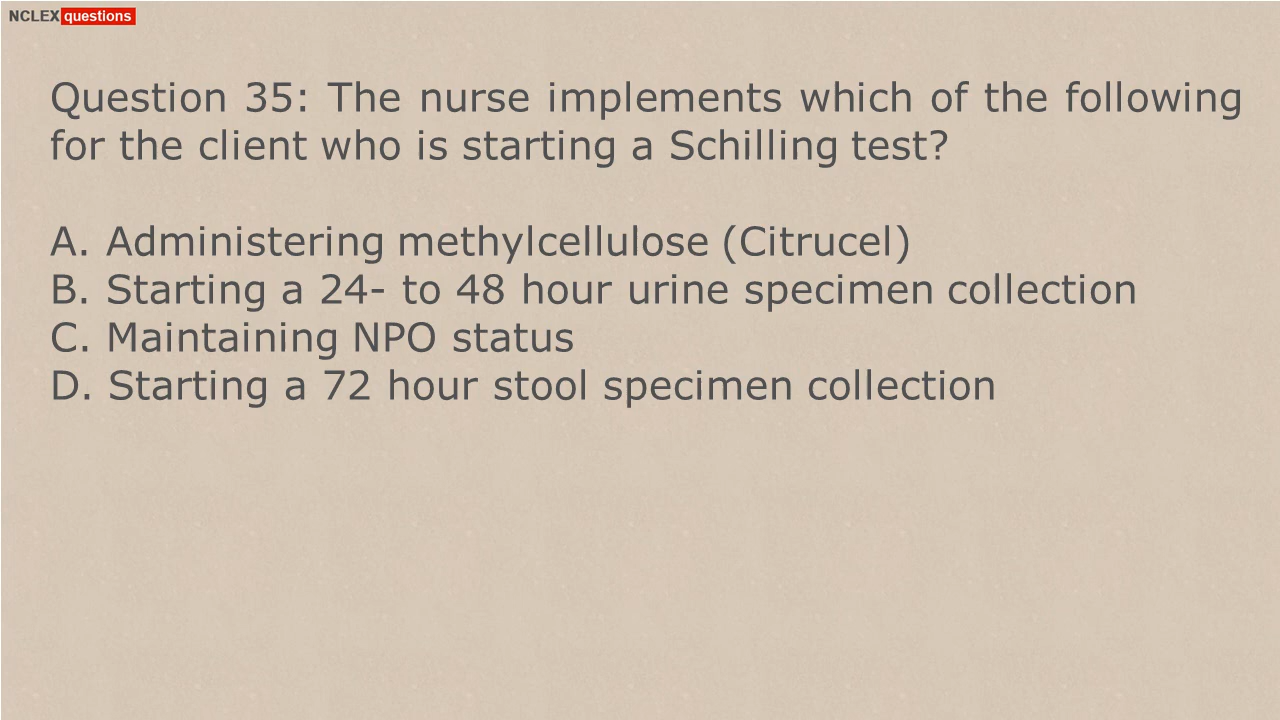 NCLEX questions
Question 35: The nurse implements which of the following
for the client who is starting a Schilling test?
A. Administering methylcellulose (Citrucel)
B. Starting a 24- to 48 hour urine specimen collection
C. Maintaining NPO status
D. Starting a 72 hour stool specimen collection